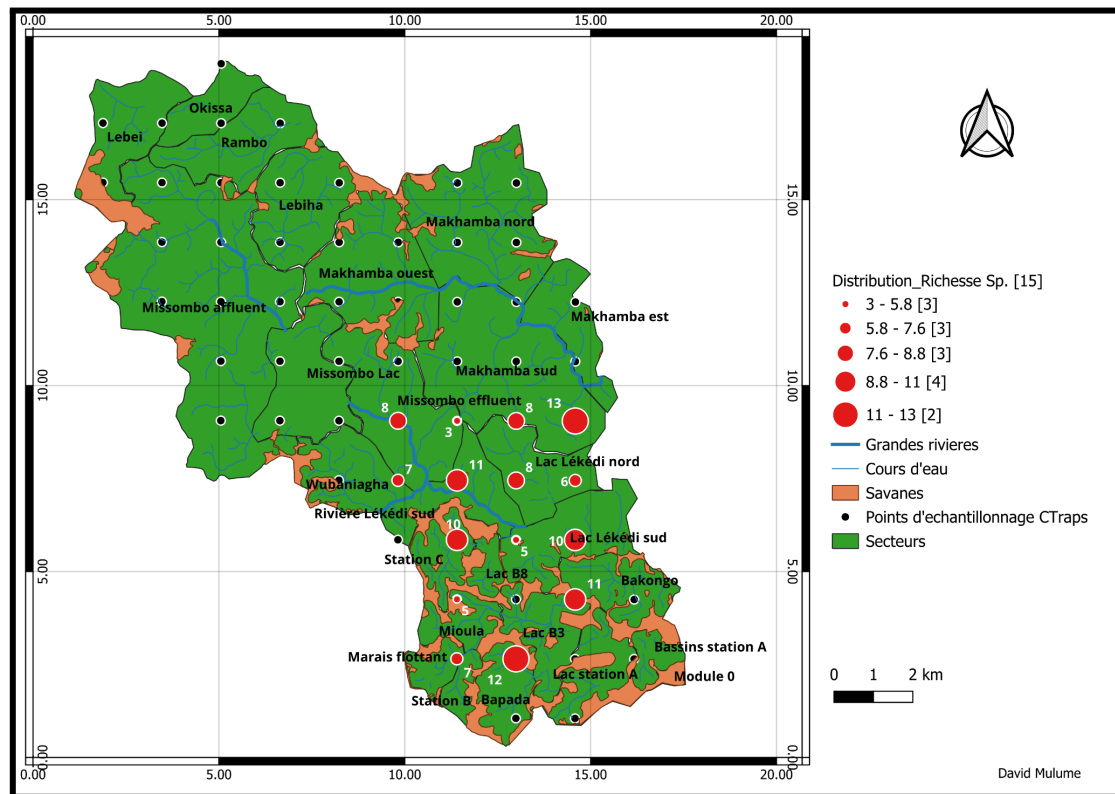 0.00 5.00 10.00 15.00 20.00
15.00 15.00
10.00 10.00
5.00 5.00
0.00 0.00
0.00 5.00 10.00 15.00 20.00
Okissa
Lebei
Rambo
Lebiha
Makhamba nord
Makhamba ouest
Missombo affluent
Makhamba est
Missombo Lac
Makhamba sud
Missombo effluent
8
3
8
13
Lac Lékédi nord
7
11
8
6
Wubaniagha
Rivière Lékédi sud
10
5
10
Lac Lékédi sud
Station C
Lac B8
11
Bakongo
5
Mioula
Lac B3
Bassins station A
Marais flottant
7
12
Lac station A
Module 0
Station B
Bapada
Distribution_Richesse Sp. [15]
3 - 5.8 [3]
5.8 - 7.6 [3]
7.6 - 8.8 [3]
8.8 - 11 [4]
11 - 13 [2]
Grandes rivieres
Cours d'eau
Savanes
Points d'echantillonnage CTraps
Secteurs
0 1 2 km
David Mulume